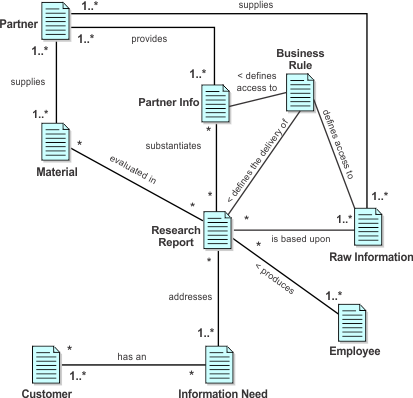 supplies
1..*
Partner
1..*
1..*
provides
Business
Rule
supplies
1..*
< defines
access to
Partner Info
1..*
*
*
substantiates
Material
evaluated in
< defines the delivery of
defines access to
*
*
*
1..*
1..*
Research
Report
is based upon
*
*
Raw Information
< produces
addresses
1..*
1..*
Employee
*
has an
1..*
*
Customer
Information Need